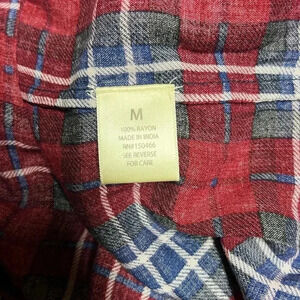 M
100% RAYON
MADE IN INDIA
RN#150466
SEE REVERSE
FOR CARE